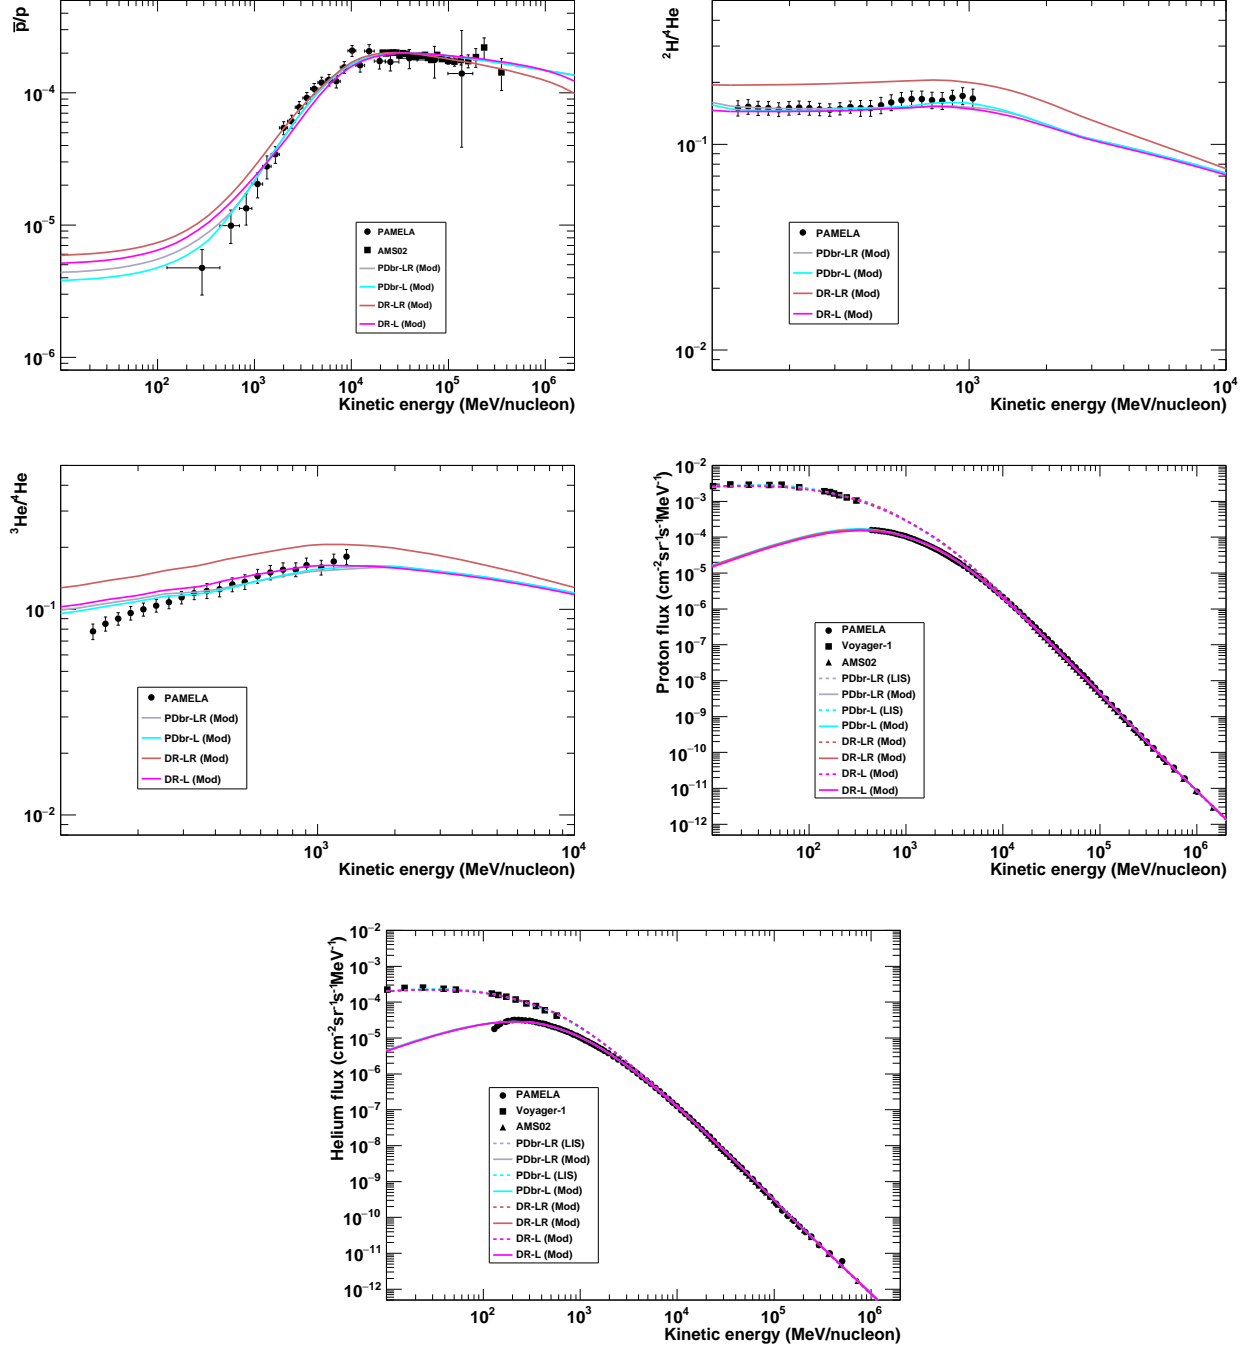 p̅/p
10⁻⁴
10⁻⁵
10⁻⁶
PAMELA
AMS02
PDbr-LR (Mod)
PDbr-L (Mod)
DR-LR (Mod)
DR-L (Mod)
10² 10³ 10⁴ 10⁵ 10⁶
Kinetic energy (MeV/nucleon)
²H/⁴He
10⁻¹
10⁻²
PAMELA
PDbr-LR (Mod)
PDbr-L (Mod)
DR-LR (Mod)
DR-L (Mod)
10³ 10⁴
Kinetic energy (MeV/nucleon)
³He/⁴He
10⁻¹
10⁻²
PAMELA
PDbr-LR (Mod)
PDbr-L (Mod)
DR-LR (Mod)
DR-L (Mod)
10³ 10⁴
Kinetic energy (MeV/nucleon)
Proton flux (cm⁻²sr⁻¹s⁻¹MeV⁻¹)
10⁻²
10⁻³
10⁻⁴
10⁻⁵
10⁻⁶
10⁻⁷
10⁻⁸
10⁻⁹
10⁻¹⁰
10⁻¹¹
10⁻¹²
PAMELA
Voyager-1
AMS02
PDbr-LR (LIS)
PDbr-LR (Mod)
PDbr-L (LIS)
PDbr-L (Mod)
DR-LR (Mod)
DR-LR (Mod)
DR-L (Mod)
DR-L (Mod)
10² 10³ 10⁴ 10⁵ 10⁶
Kinetic energy (MeV/nucleon)
Helium flux (cm⁻²sr⁻¹s⁻¹MeV⁻¹)
10⁻²
10⁻³
10⁻⁴
10⁻⁵
10⁻⁶
10⁻⁷
10⁻⁸
10⁻⁹
10⁻¹⁰
10⁻¹¹
10⁻¹²
PAMELA
Voyager-1
AMS02
PDbr-LR (LIS)
PDbr-LR (Mod)
PDbr-L (LIS)
PDbr-L (Mod)
DR-LR (Mod)
DR-LR (Mod)
DR-L (Mod)
DR-L (Mod)
10² 10³ 10⁴ 10⁵ 10⁶
Kinetic energy (MeV/nucleon)